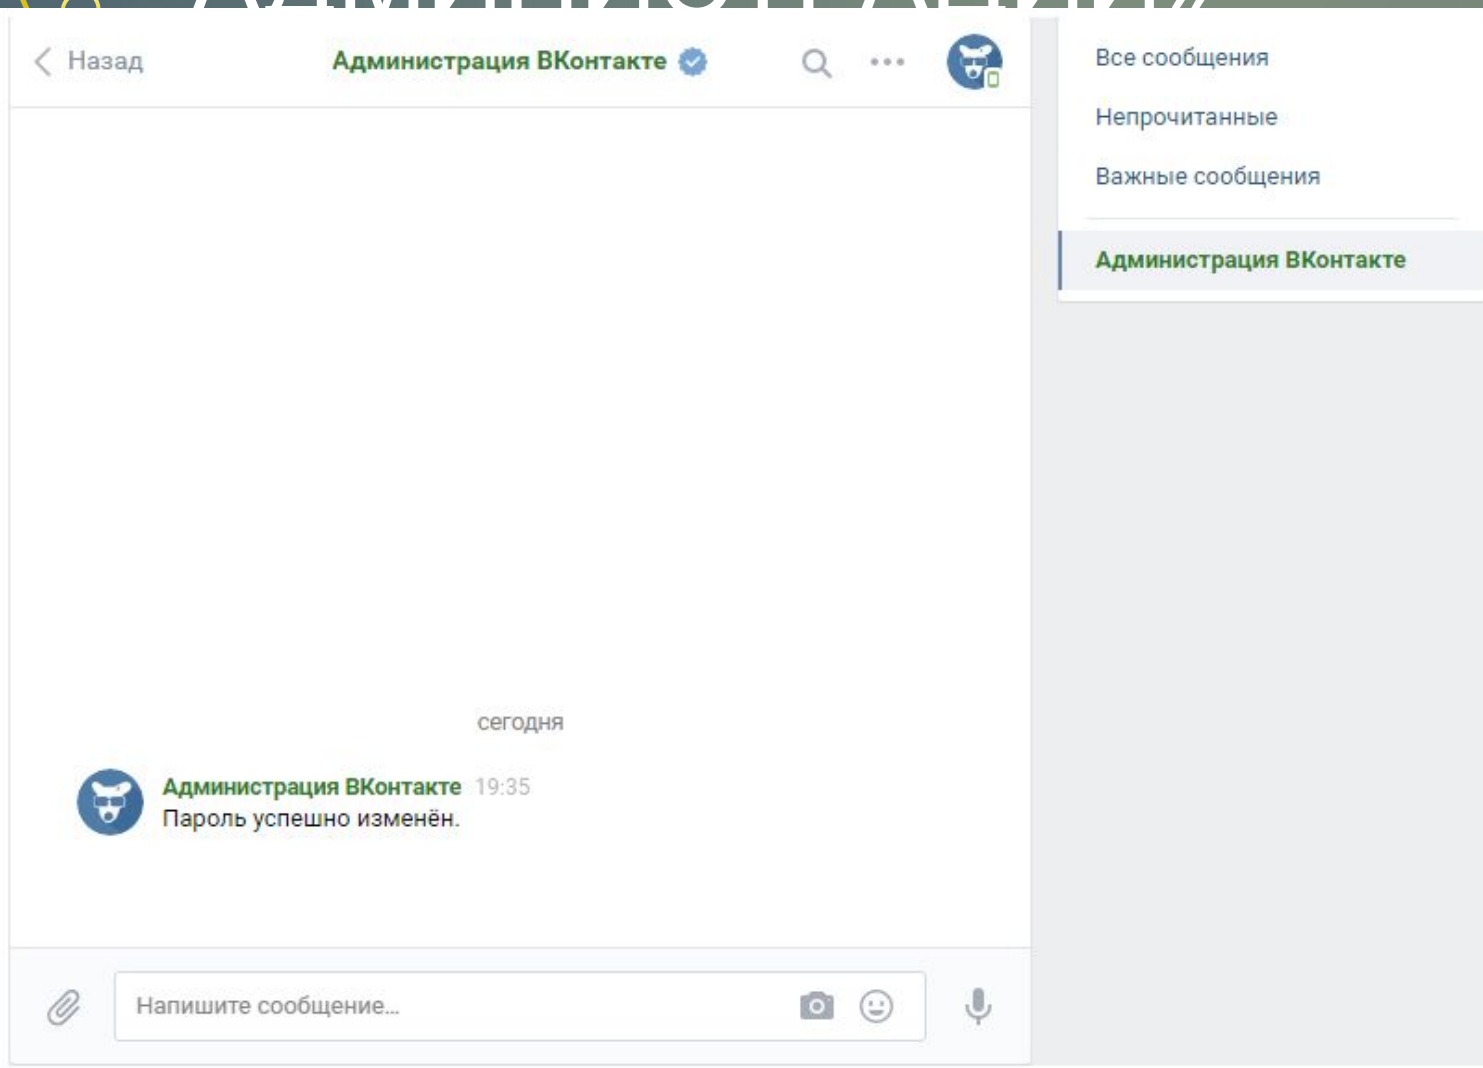 Назад
Администрация ВКонтакте
Все сообщения
Непрочитанные
Важные сообщения
Администрация ВКонтакте
сегодня
Администрация ВКонтакте 19:35
Пароль успешно изменён.
Напишите сообщение...